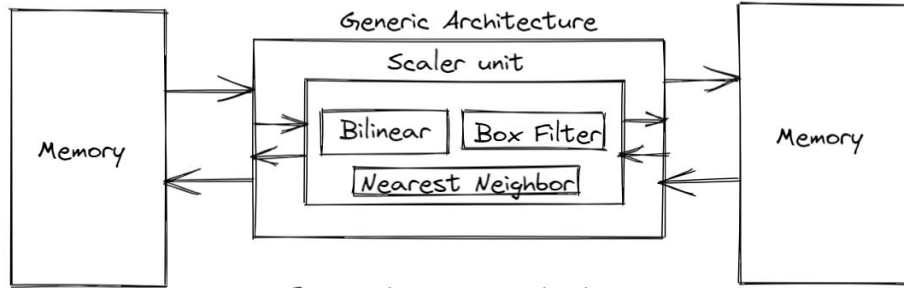 Generic Architecture
Scaler unit
Memory
Bilinear
Box Filter
Memory
Nearest Neighbor